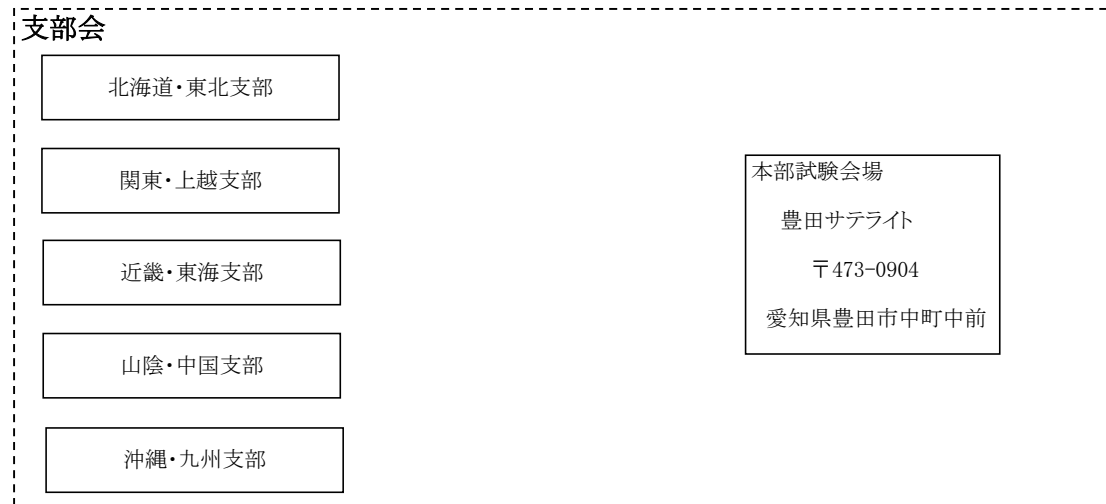 支部会
北海道・東北支部
関東・上越支部
近畿・東海支部
山陰・中国支部
沖縄・九州支部
本部試験会場
豊田サテライト
〒473-0904
愛知県豊田市中町中前